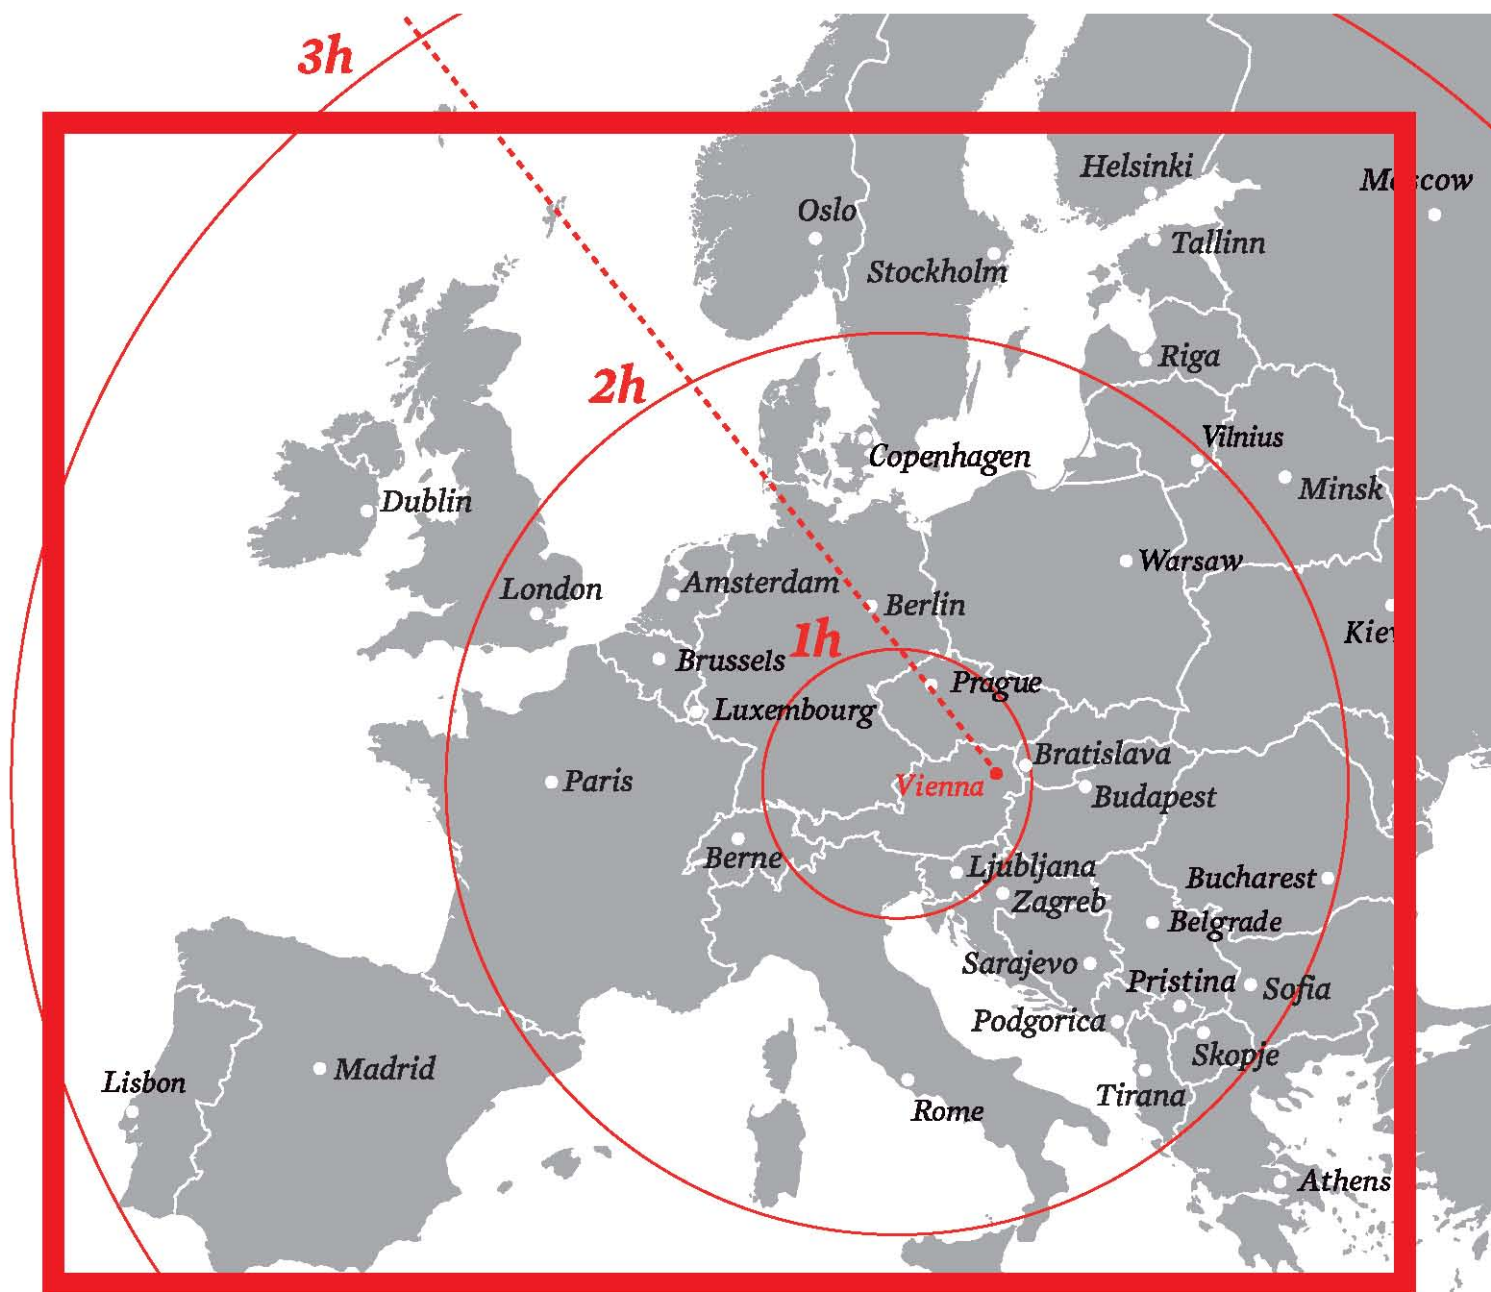 3h
Helsinki
Moscow
Oslo
Tallinn
Stockholm
Riga
2h
Vilnius
Copenhagen
Minsk
Dublin
Warsaw
London
Amsterdam
Berlin
Kiev
1h
Brussels
Prague
Luxembourg
Bratislava
Paris
Vienna
Budapest
Berne
Ljubljana
Bucharest
Zagreb
Belgrade
Sarajevo
Pristina
Sofia
Podgorica
Skopje
Madrid
Lisbon
Tirana
Rome
Athens